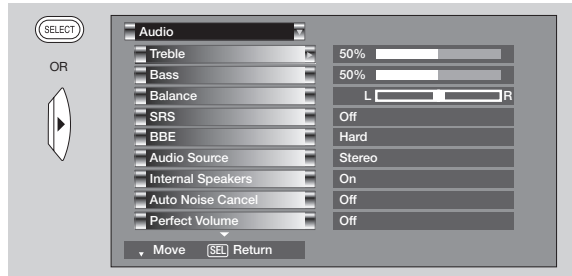 SELECT
OR
Audio
Treble 50%
Bass 50%
Balance L R
SRS Off
BBE Hard
Audio Source Stereo
Internal Speakers On
Auto Noise Cancel Off
Perfect Volume Off
Move SEL Return